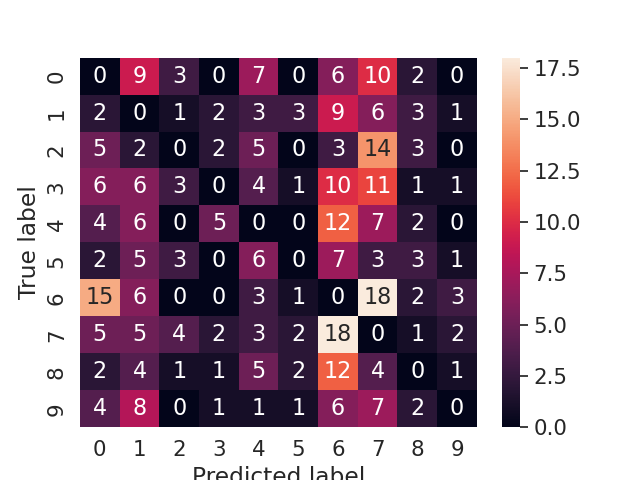 0 0 9 3 0 7 0 6 10 2 0
1 2 0 1 2 3 3 9 6 3 1
2 5 2 0 2 5 0 3 14 3 0
3 6 6 3 0 4 1 10 11 1 1
4 4 6 0 5 0 0 12 7 2 0
5 2 5 3 0 6 0 7 3 3 1
6 15 6 0 0 3 1 0 18 2 3
7 5 5 4 2 3 2 18 0 1 2
8 2 4 1 1 5 2 12 4 0 1
9 4 8 0 1 1 1 6 7 2 0
0 1 2 3 4 5 6 7 8 9
Predicted label
True label
17.5
15.0
12.5
10.0
7.5
5.0
2.5
0.0